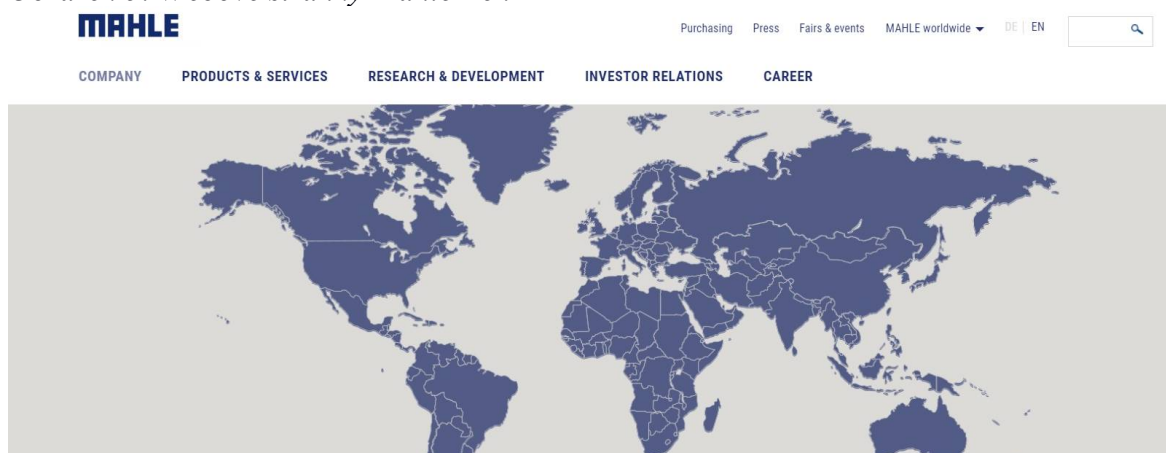 MAHLE
Purchasing Press Fairs & events MAHLE worldwide DE | EN
COMPANY PRODUCTS & SERVICES RESEARCH & DEVELOPMENT INVESTOR RELATIONS CAREER